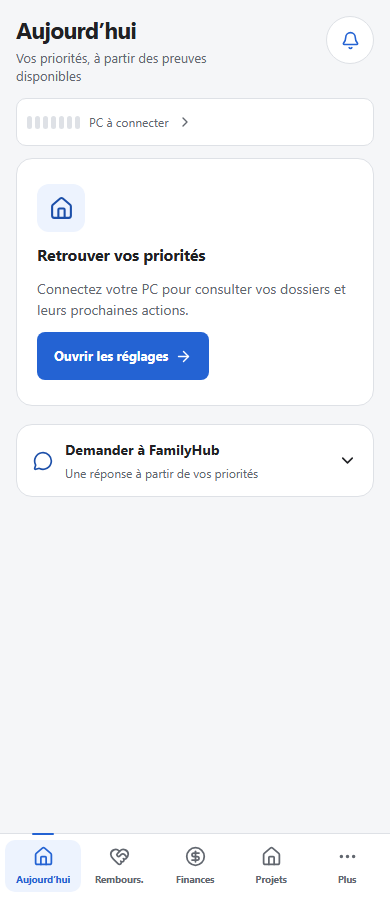 Aujourd’hui
Vos priorités, à partir des preuves
disponibles
PC à connecter
Retrouver vos priorités
Connectez votre PC pour consulter vos dossiers et
leurs prochaines actions.
Ouvrir les réglages
Demander à FamilyHub
Une réponse à partir de vos priorités
Aujourd’hui
Rembours.
Finances
Projets
Plus